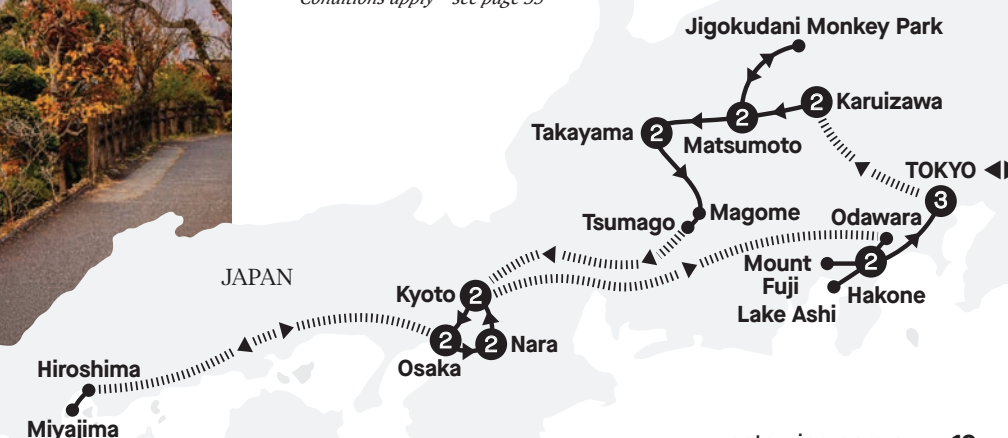 Conditions apply – see page 55
Jigokudani Monkey Park
2 Karuizawa
Takayama 2
2
Matsumoto
TOKYO
3
Magome
Tsumago
Odawara
Mount
Fuji
2
Hakone
Lake Ashi
JAPAN
Kyoto 2
2
Osaka
2 Nara
Hiroshima
Miyajima